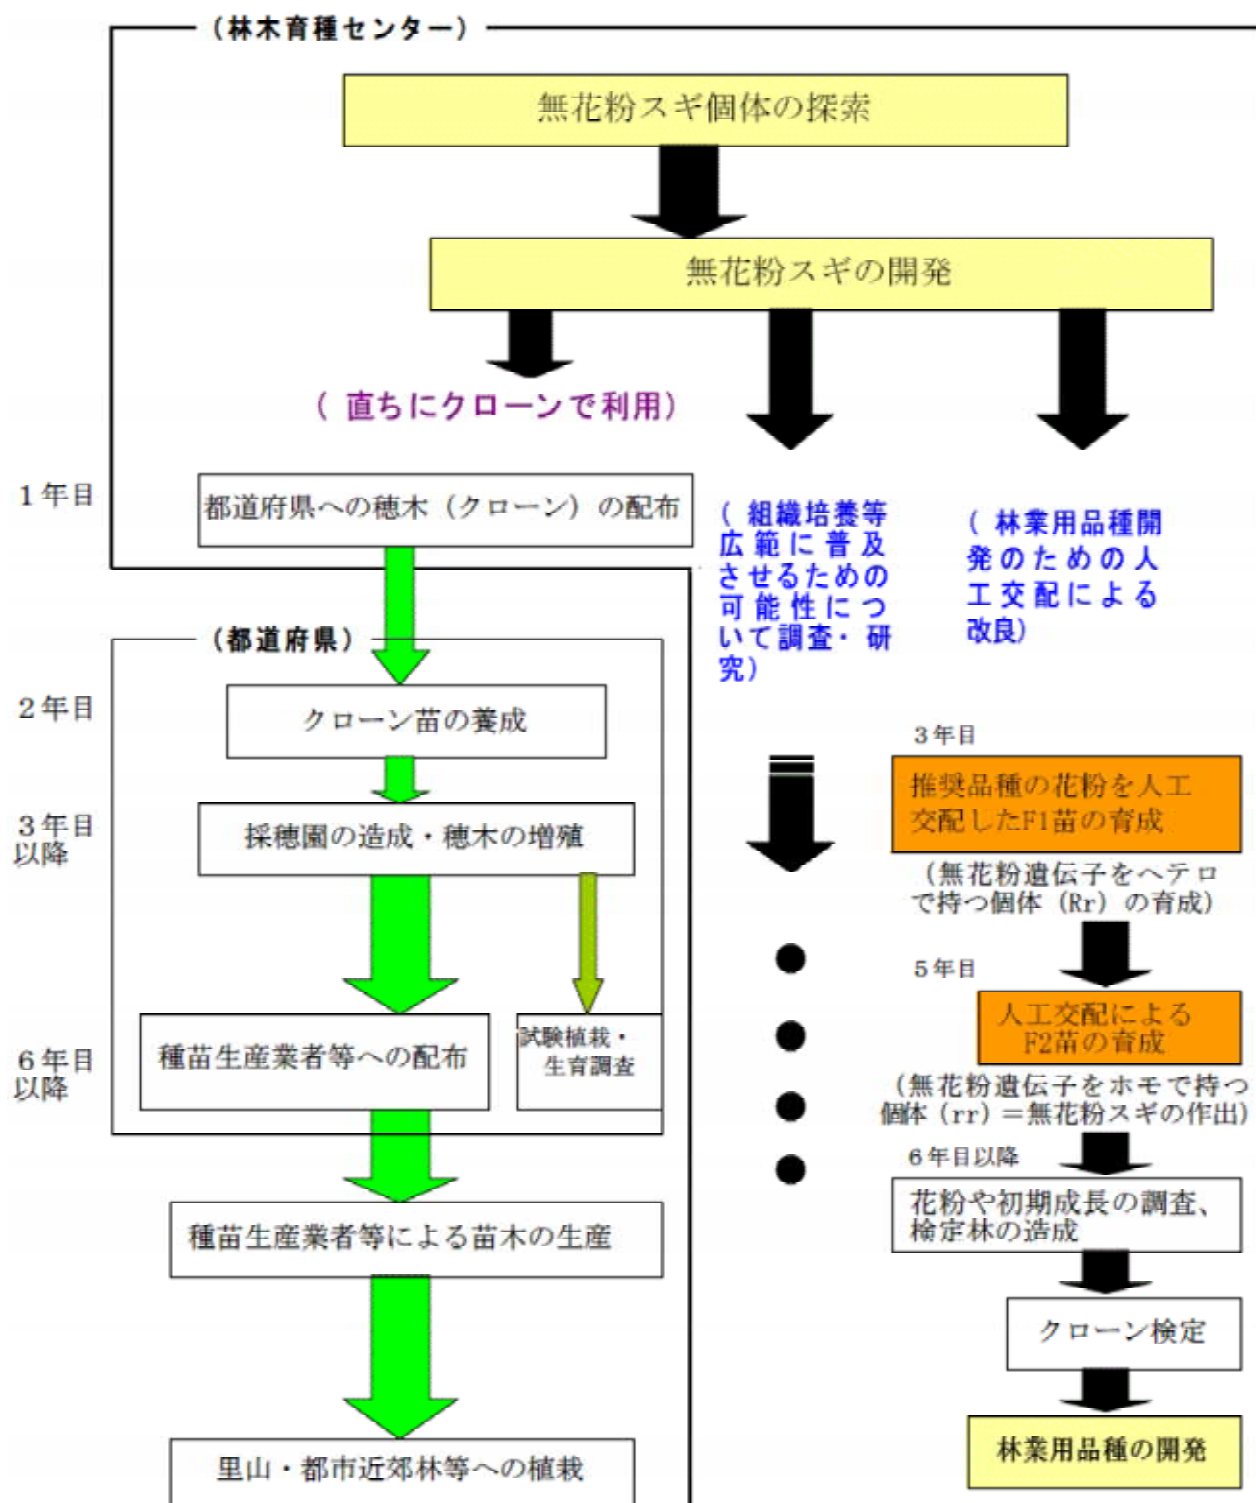 （林木育種センター）
無花粉スギ個体の探索
無花粉スギの開発
（ 直ちにクローンで利用）
１年目
都道府県への穂木（クローン）の配布
（都道府県）
２年目
クローン苗の養成
３年目
以降
採穂園の造成・穂木の増殖
６年目
以降
種苗生産業者等への配布
試験植栽・
生育調査
種苗生産業者等による苗木の生産
里山・都市近郊林等への植栽
（ 組織培養等
広範に普及
させるための
可能性につ
いて調査・ 研
究）
（ 林業用品種開
発のための人
工交配による
改良）
３年目
推奨品種の花粉を人工
交配したF1苗の育成
（無花粉遺伝子をヘテロ
で持つ個体（Rr）の育成）
５年目
人工交配による
F2苗の育成
（無花粉遺伝子をホモで持つ
個体（rr）＝無花粉スギの作出）
６年目以降
花粉や初期成長の調査、
検定林の造成
クローン検定
林業用品種の開発